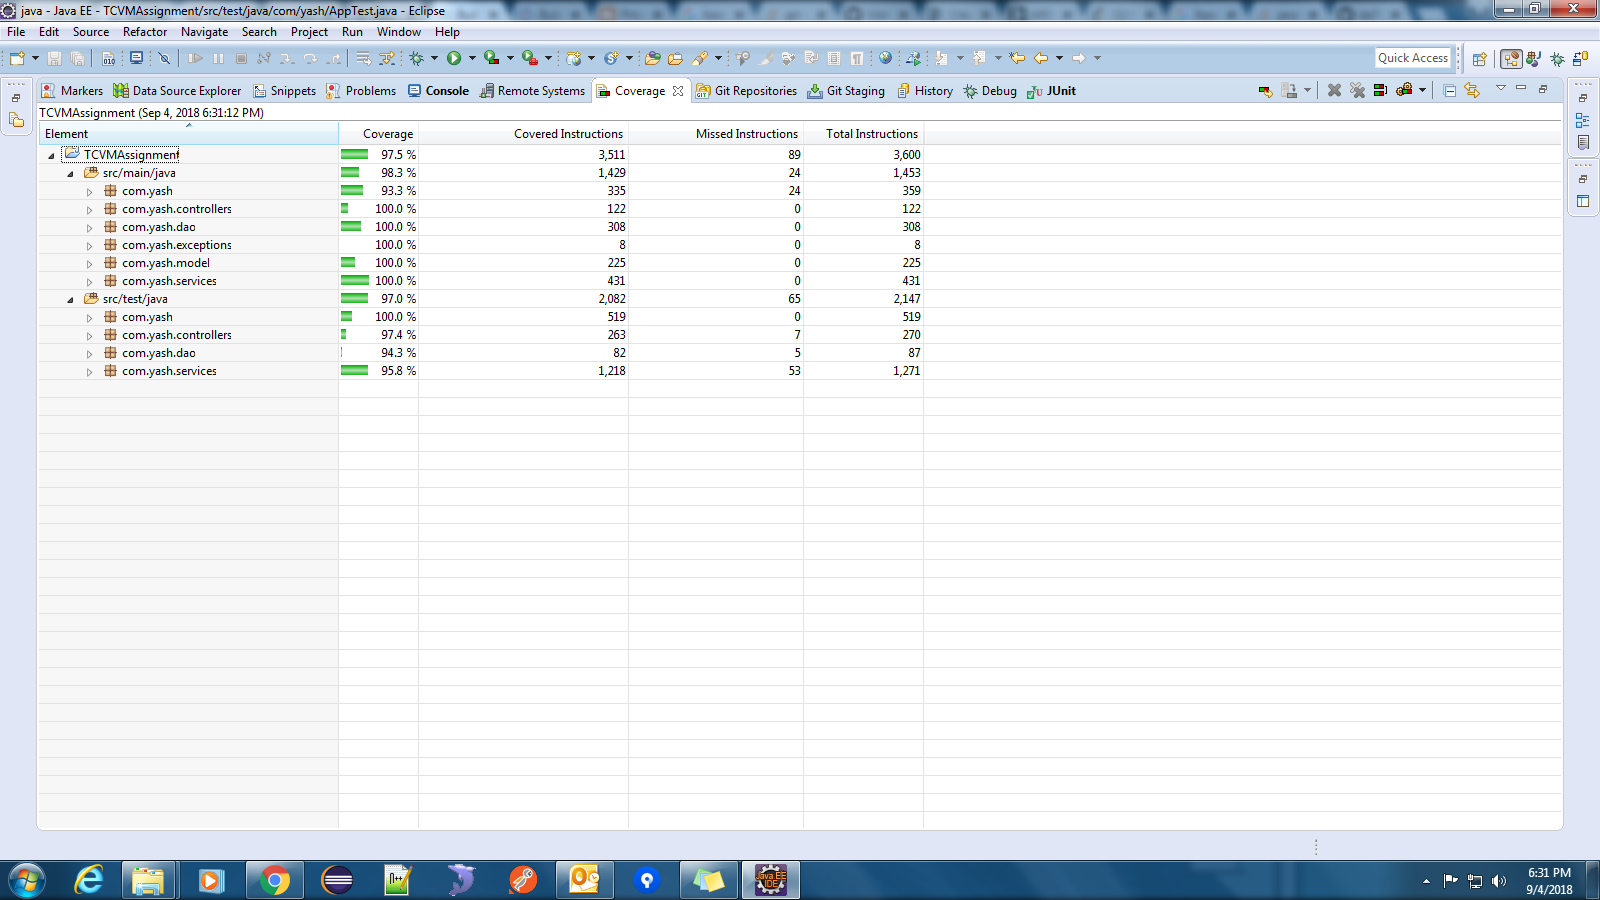 java - Java EE - TCVMAssignment/src/test/java/com/yash/AppTest.java - Eclipse
File Edit Source Refactor Navigate Search Project Run Window Help
Quick Access
Markers Data Source Explorer Snippets Problems Console Remote Systems Coverage Git Repositories Git Staging History Debug JUnit
TCVMAssignment (Sep 4, 2018 6:31:12 PM)
Element Coverage Covered Instructions Missed Instructions Total Instructions
TCVMAssignment 97.5 % 3,511 89 3,600
src/main/java 98.3 % 1,429 24 1,453
com.yash 93.3 % 335 24 359
com.yash.controllers 100.0 % 122 0 122
com.yash.dao 100.0 % 308 0 308
com.yash.exceptions 100.0 % 8 0 8
com.yash.model 100.0 % 225 0 225
com.yash.services 100.0 % 431 0 431
src/test/java 97.0 % 2,082 65 2,147
com.yash 100.0 % 519 0 519
com.yash.controllers 97.4 % 263 7 270
com.yash.dao 94.3 % 82 5 87
com.yash.services 95.8 % 1,218 53 1,271
Java EE
IDE
6:31 PM
9/4/2018